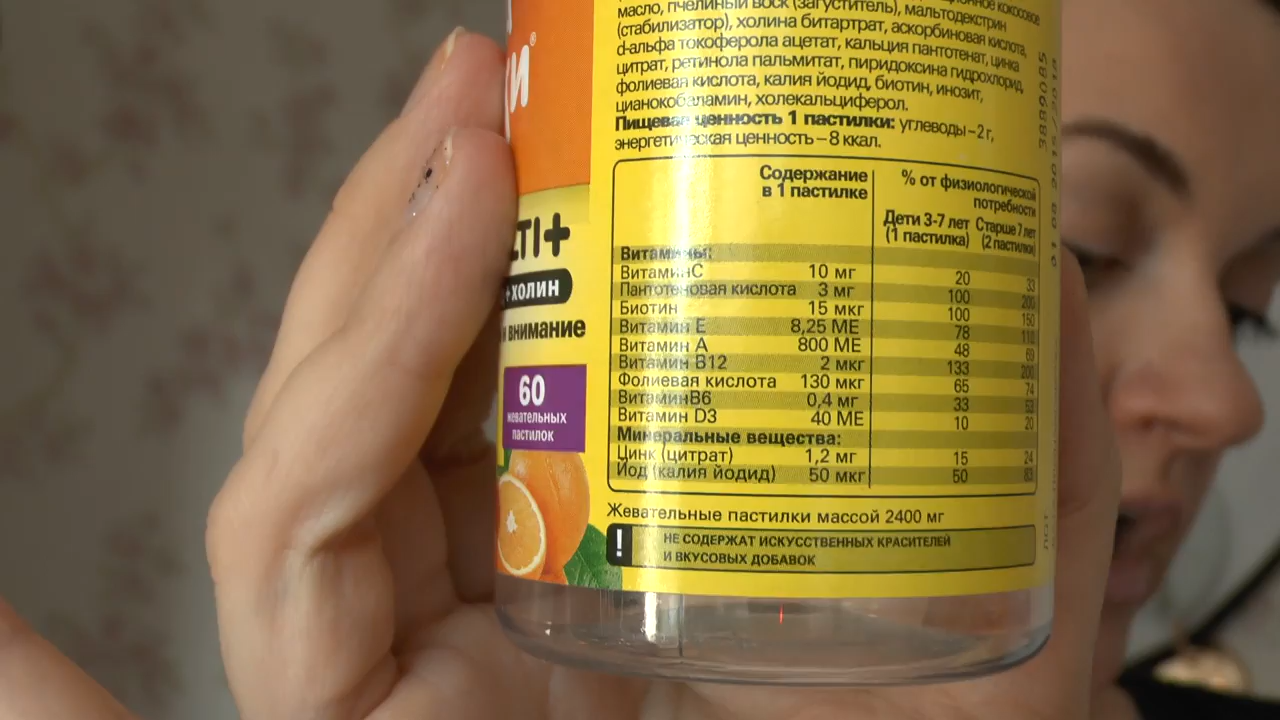 и®
LTI+
+ХОЛИН
и внимание
60
жевательных
пастилок
кокосовое
масло, пчелиный воск (загуститель), мальтодекстрин
(стабилизатор), холина битартрат, аскорбиновая кислота,
d-альфа токоферола ацетат, кальция пантотенат, цинка
цитрат, ретинола пальмитат, пиридоксина гидрохлорид,
фолиевая кислота, калия йодид, биотин, инозит,
цианокобаламин, холекальциферол.
Пищевая ценность 1 пастилки: углеводы – 2 г,
энергетическая ценность – 8 ккал.
Содержание
в 1 пастилке
% от физиологической
потребности
Дети 3-7 лет
(1 пастилка)
Старше 7 лет
(2 пастилки)
Витамины:
Витамин С 10 мг 20 33
Пантотеновая кислота 3 мг 100 200
Биотин 15 мкг 100 150
Витамин Е 8,25 МЕ 78 110
Витамин А 800 МЕ 48 60
Витамин В12 2 мкг 133 200
Фолиевая кислота 130 мкг 65 74
Витамин В6 0,4 мг 33 53
Витамин D3 40 МЕ 10 20
Минеральные вещества:
Цинк (цитрат) 1,2 мг 15 24
Йод (калия йодид) 50 мкг 50 83
Жевательные пастилки массой 2400 мг
! НЕ СОДЕРЖАТ ИСКУССТВЕННЫХ КРАСИТЕЛЕЙ
И ВКУСОВЫХ ДОБАВОК